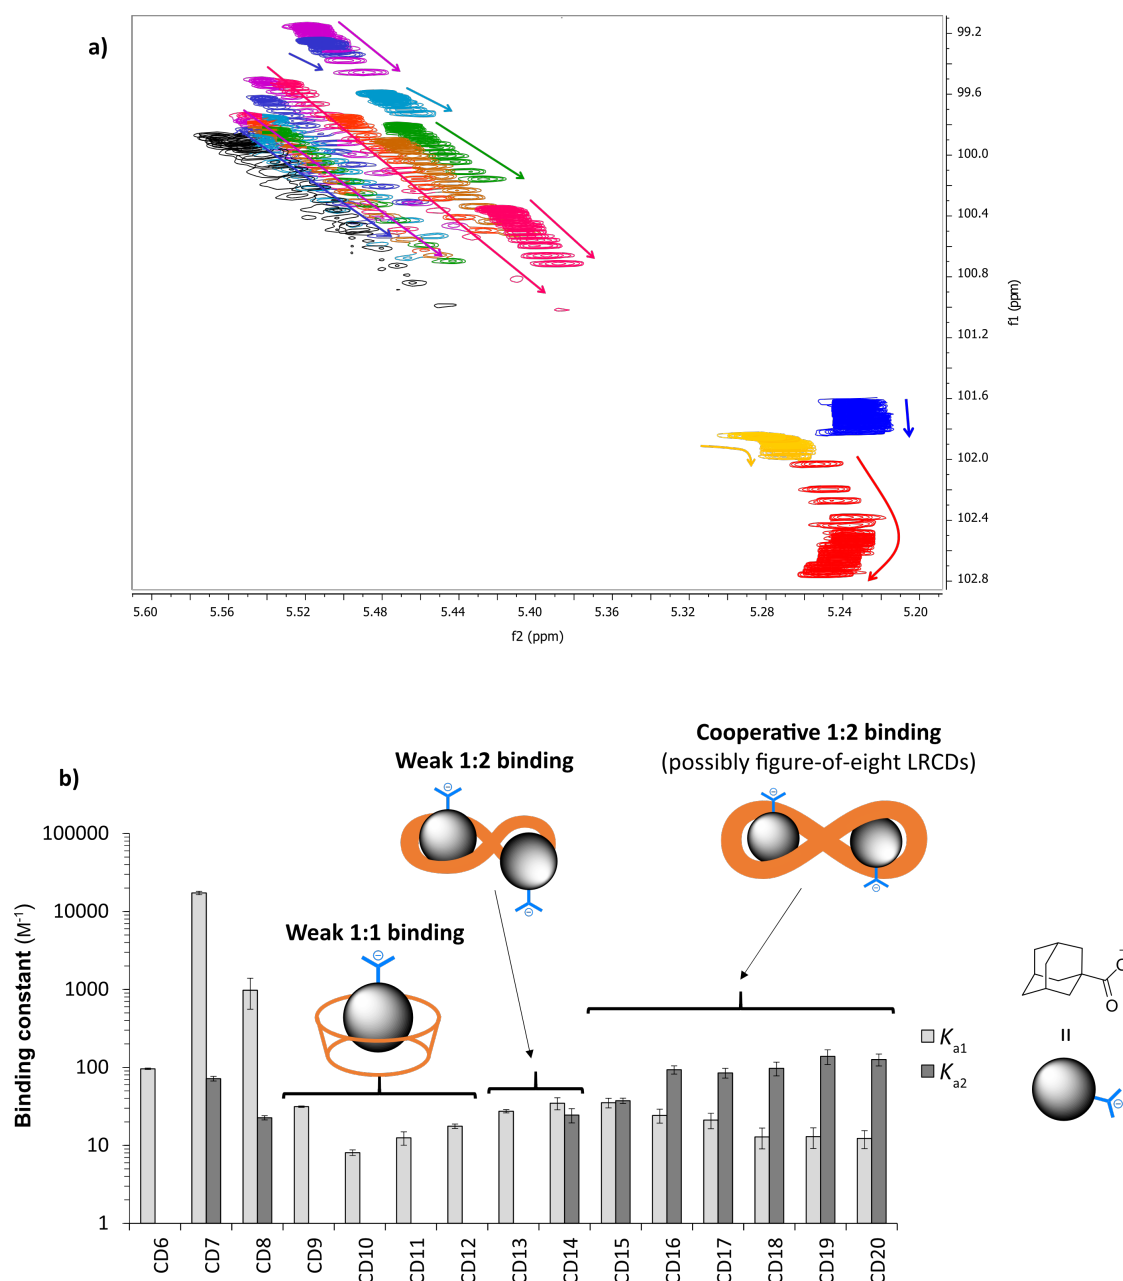 a)
99.2
99.6
100.0
100.4
100.8
101.2
101.6
102.0
102.4
102.8
f1 (ppm)
5.60 5.56 5.52 5.48 5.44 5.40 5.36 5.32 5.28 5.24 5.20
f2 (ppm)
b)
Cooperative 1:2 binding
(possibly figure-of-eight LRCDs)
Weak 1:2 binding
Weak 1:1 binding
Binding constant (M⁻¹)
100000
10000
1000
100
10
1
CD6 CD7 CD8 CD9 CD10 CD11 CD12 CD13 CD14 CD15 CD16 CD17 CD18 CD19 CD20
Kₐ₁
Kₐ₂
O